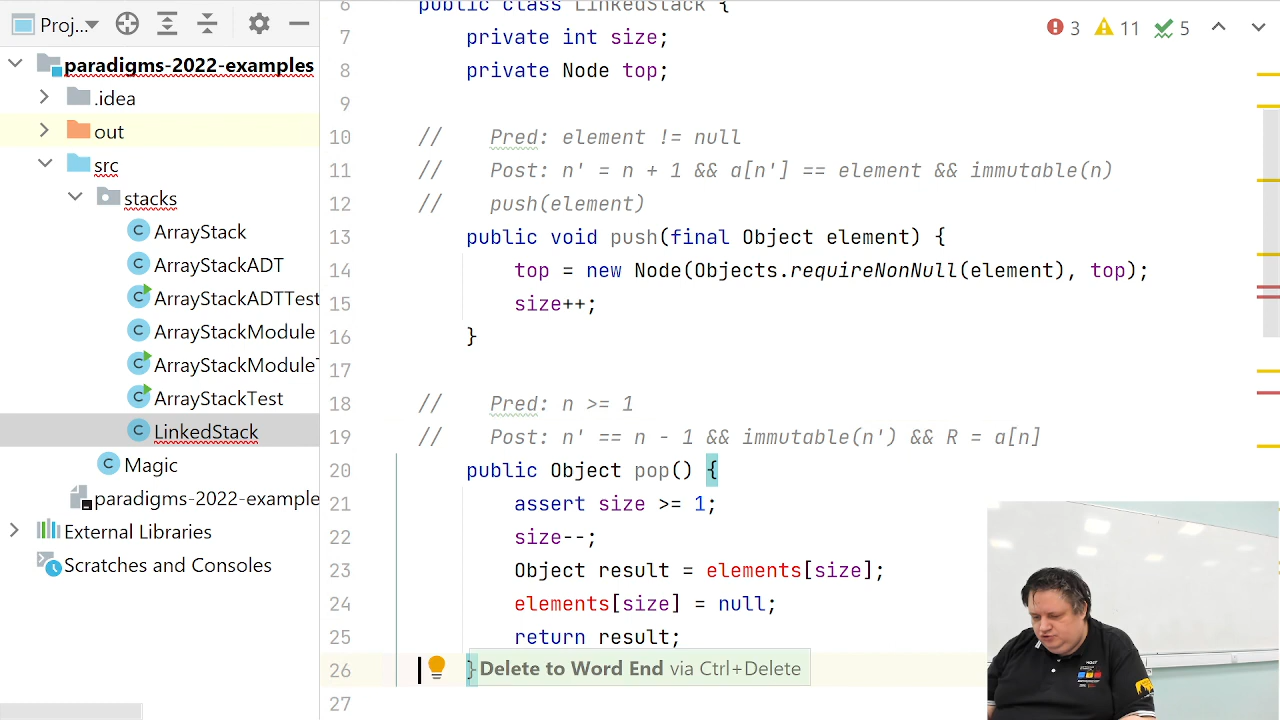 Proj...
paradigms-2022-examples
.idea
out
src
stacks
ArrayStack
ArrayStackADT
ArrayStackADTTest
ArrayStackModule
ArrayStackModuleT
ArrayStackTest
LinkedStack
Magic
paradigms-2022-example
External Libraries
Scratches and Consoles
3 11 5
6 public class LinkedStack {
7 private int size;
8 private Node top;
9
10 // Pred: element != null
11 // Post: n' = n + 1 && a[n'] == element && immutable(n)
12 // push(element)
13 public void push(final Object element) {
14 top = new Node(Objects.requireNonNull(element), top);
15 size++;
16 }
17
18 // Pred: n >= 1
19 // Post: n' == n - 1 && immutable(n') && R = a[n]
20 public Object pop() {
21 assert size >= 1;
22 size--;
23 Object result = elements[size];
24 elements[size] = null;
25 return result;
26 } Delete to Word End via Ctrl+Delete
27